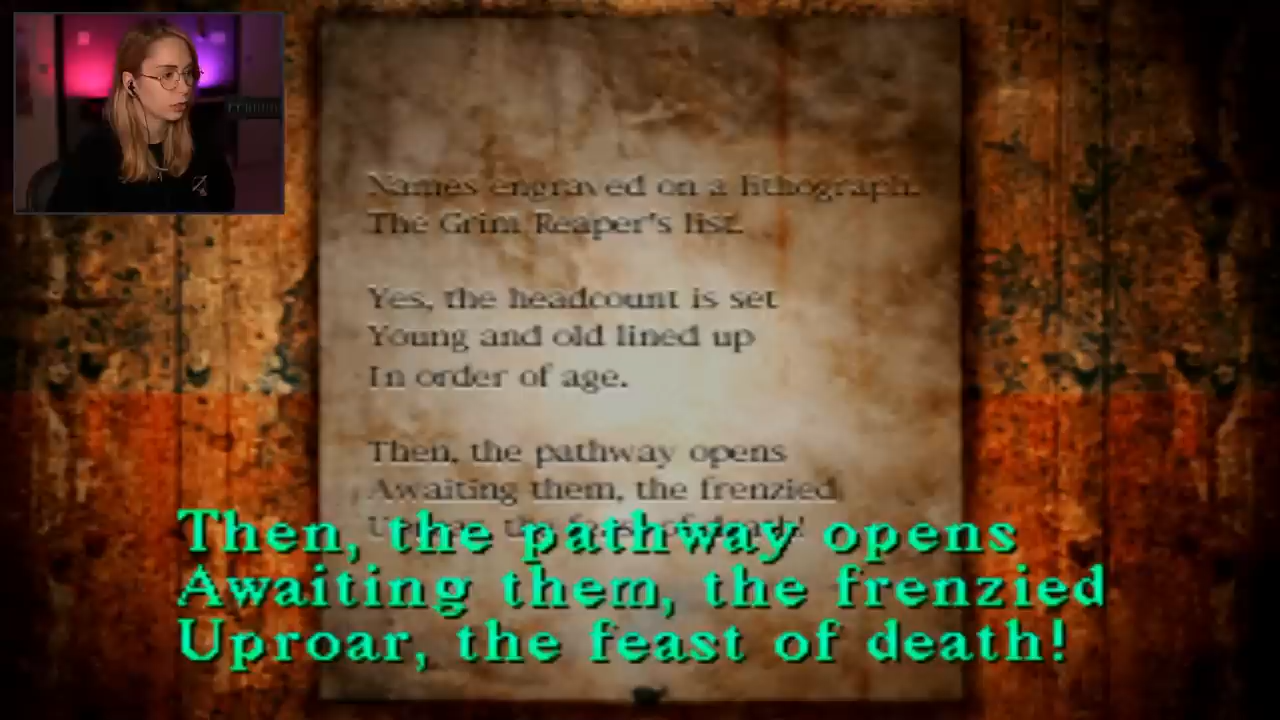 Names engraved on a lithograph.
The Grim Reaper's list.
Yes, the headcount is set
Young and old lined up
In order of age.
Then, the pathway opens
Awaiting them, the frenzied
Then, the pathway opens
Awaiting them, the frenzied
Uproar, the feast of death!